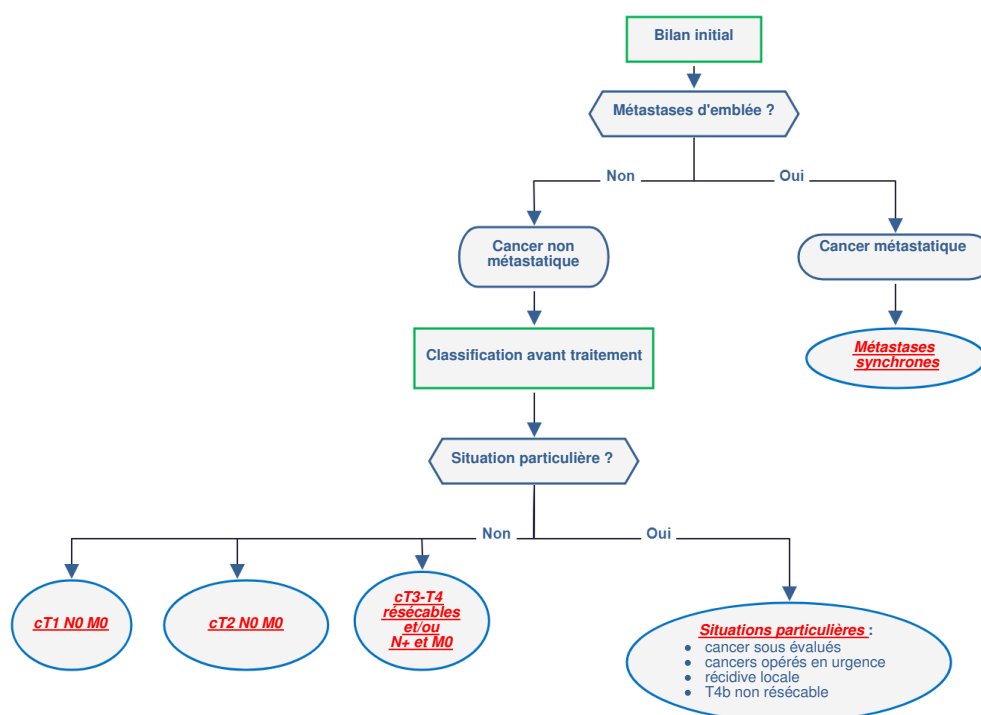 Bilan initial
Métastases d'emblée ?
Non
Oui
Cancer non
métastatique
Cancer métastatique
Classification avant traitement
Métastases
synchrones
Situation particulière ?
Non
Oui
cT1 N0 M0
cT2 N0 M0
cT3-T4
résécables
et/ou
N+ et M0
Situations particulières :
• cancer sous évalués
• cancers opérés en urgence
• récidive locale
• T4b non résécable